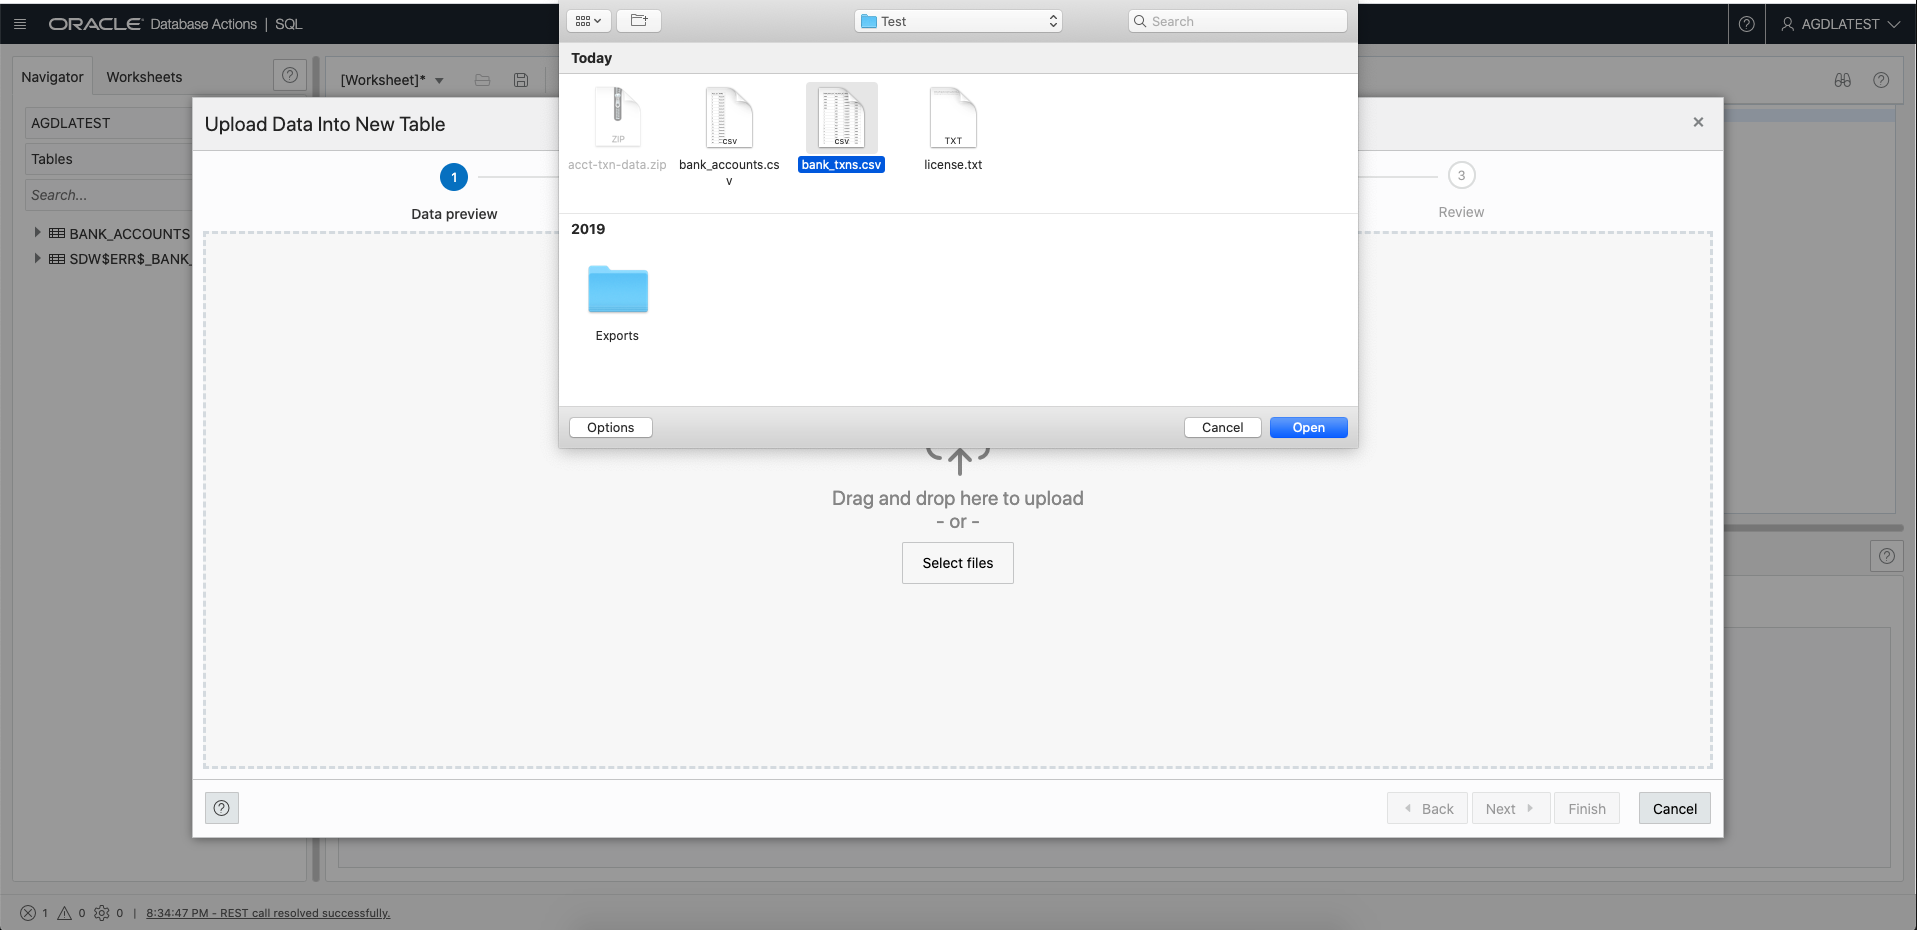 ORACLE Database Actions | SQL
Test
Search
AGDLATEST
Today
Navigator
Worksheets
[Worksheet]*
ZIP
csv
csv
TXT
acct-txn-data.zip
bank_accounts.cs
v
bank_txns.csv
license.txt
AGDLATEST
Tables
Search...
BANK_ACCOUNTS
SDW$ERR$_BANK_
Upload Data Into New Table
1
Data preview
3
Review
2019
Exports
Options
Cancel
Open
Drag and drop here to upload
- or -
Select files
Back
Next
Finish
Cancel
1
0
0
| 8:34:47 PM - REST call resolved successfully.